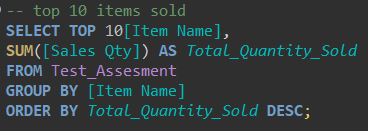 -- top 10 items sold
SELECT TOP 10[Item Name],
SUM([Sales Qty]) AS Total_Quantity_Sold
FROM Test_Assesment
GROUP BY [Item Name]
ORDER BY Total_Quantity_Sold DESC;